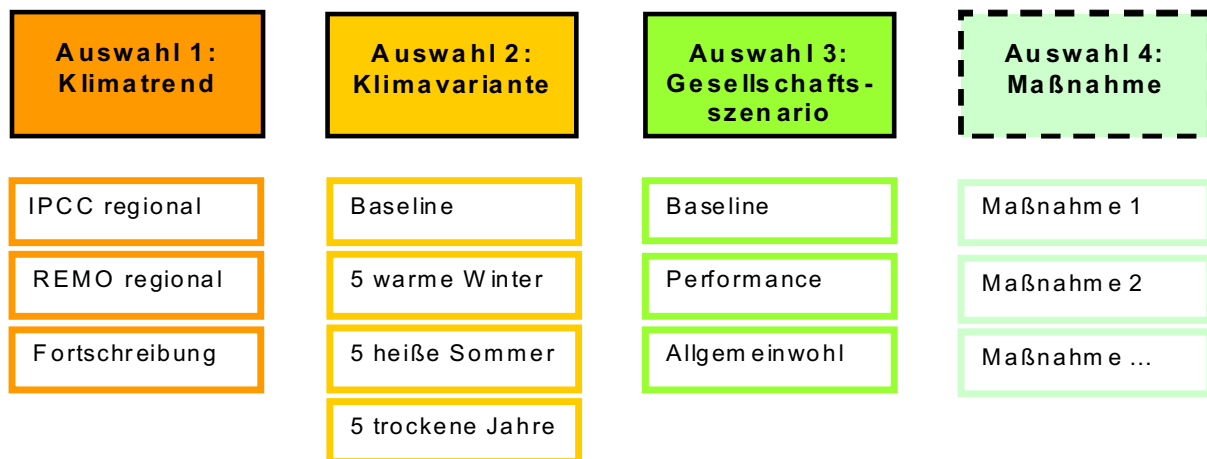 Auswahl 1:
Klimatrend
Auswahl 2:
Klimavariante
Auswahl 3:
Gesellschafts-
szenario
Auswahl 4:
Maßnahme
IPCC regional
REMO regional
Fortschreibung
Baseline
5 warme Winter
5 heiße Sommer
5 trockene Jahre
Baseline
Performance
Allgemeinwohl
Maßnahme 1
Maßnahme 2
Maßnahme ...